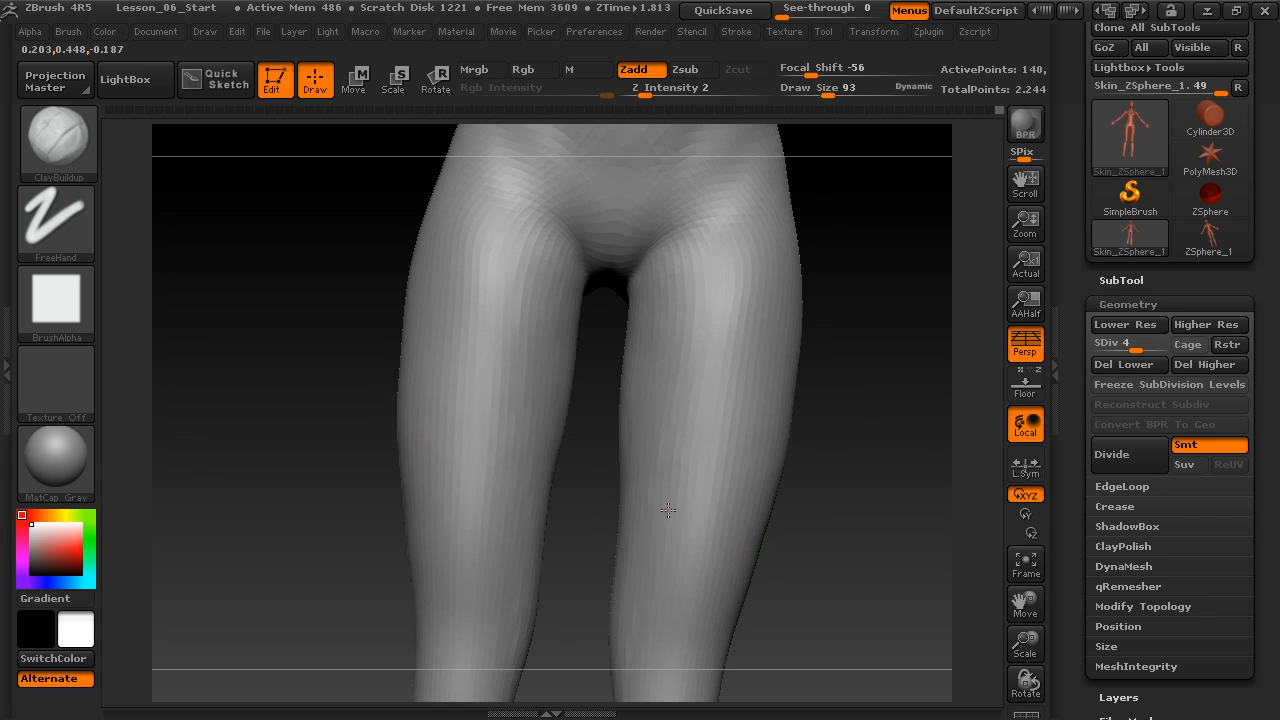 ZBrush 4R5 Lesson_06_Start • Active Mem 486 • Scratch Disk 1221 • Free Mem 3609 • ZTime▸1.813 QuickSave See-through 0 Menus DefaultZScript
Alpha Brush Color Document Draw Edit File Layer Light Macro Marker Material Movie Picker Preferences Render Stencil Stroke Texture Tool Transform Zplugin Zscript
0.203,0.448,-0.187
Projection Master
LightBox
Quick Sketch
Edit Draw Move Scale Rotate
Mrgb Rgb M Zadd Zsub Zcut
Rgb Intensity Z Intensity 2
Focal Shift -56
Draw Size 93 Dynamic
ActivePoints: 140,
TotalPoints: 2.244
ClayBuildup
FreeHand
BrushAlpha
Texture Off
MatCap Gray
Gradient
SwitchColor
Alternate
BPR
SPix
Scroll
Zoom
Actual
AAHalf
Persp
Floor
Local
L.Sym
XYZ
Y
Z
Frame
Move
Scale
Rotate
Clone All SubTools
GoZ All Visible R
Lightbox▸Tools
Skin_ZSphere_1. 49 R
Skin_ZSphere_1
Cylinder3D
PolyMesh3D
SimpleBrush ZSphere
Skin_ZSphere_1 ZSphere_1
SubTool
Geometry
Lower Res Higher Res
SDiv 4 Cage Rstr
Del Lower Del Higher
Freeze SubDivision Levels
Reconstruct Subdiv
Convert BPR To Geo
Divide Smt
Suv ReUV
EdgeLoop
Crease
ShadowBox
ClayPolish
DynaMesh
qRemesher
Modify Topology
Position
Size
MeshIntegrity
Layers